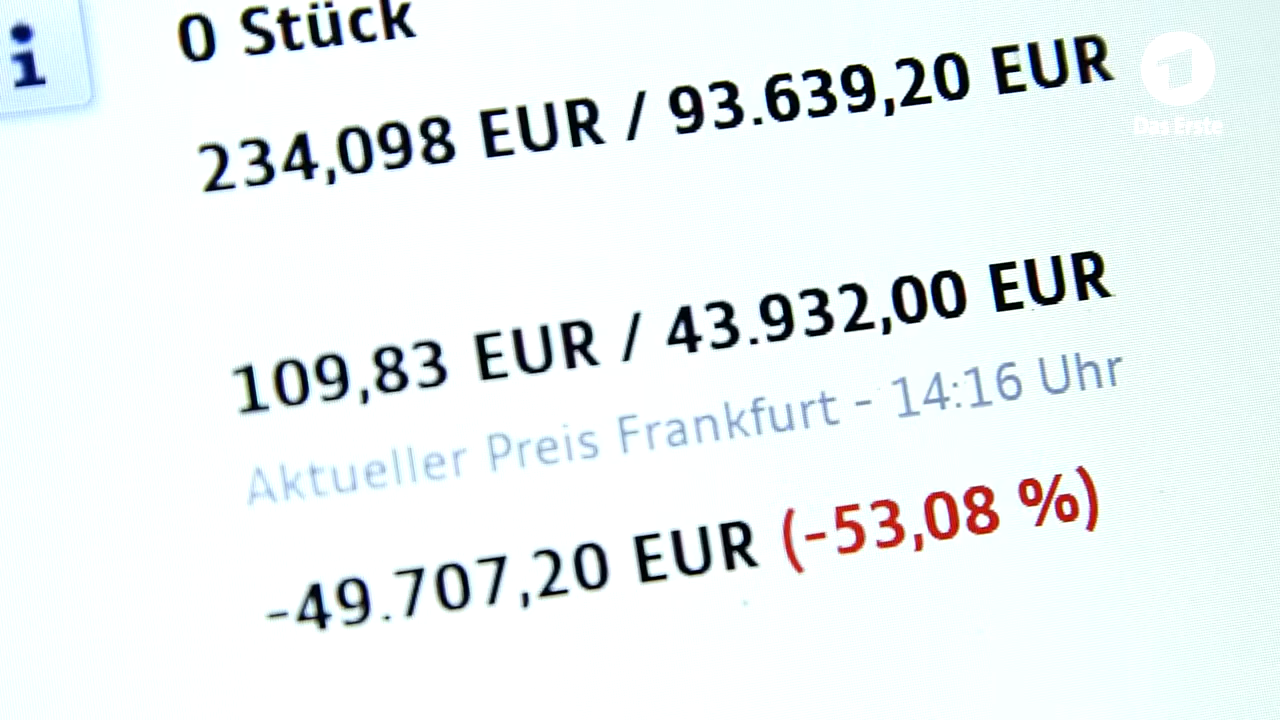 0 Stück
234,098 EUR / 93.639,20 EUR
109,83 EUR / 43.932,00 EUR
Aktueller Preis Frankfurt - 14:16 Uhr
-49.707,20 EUR (-53,08 %)
i
1
Das Erste